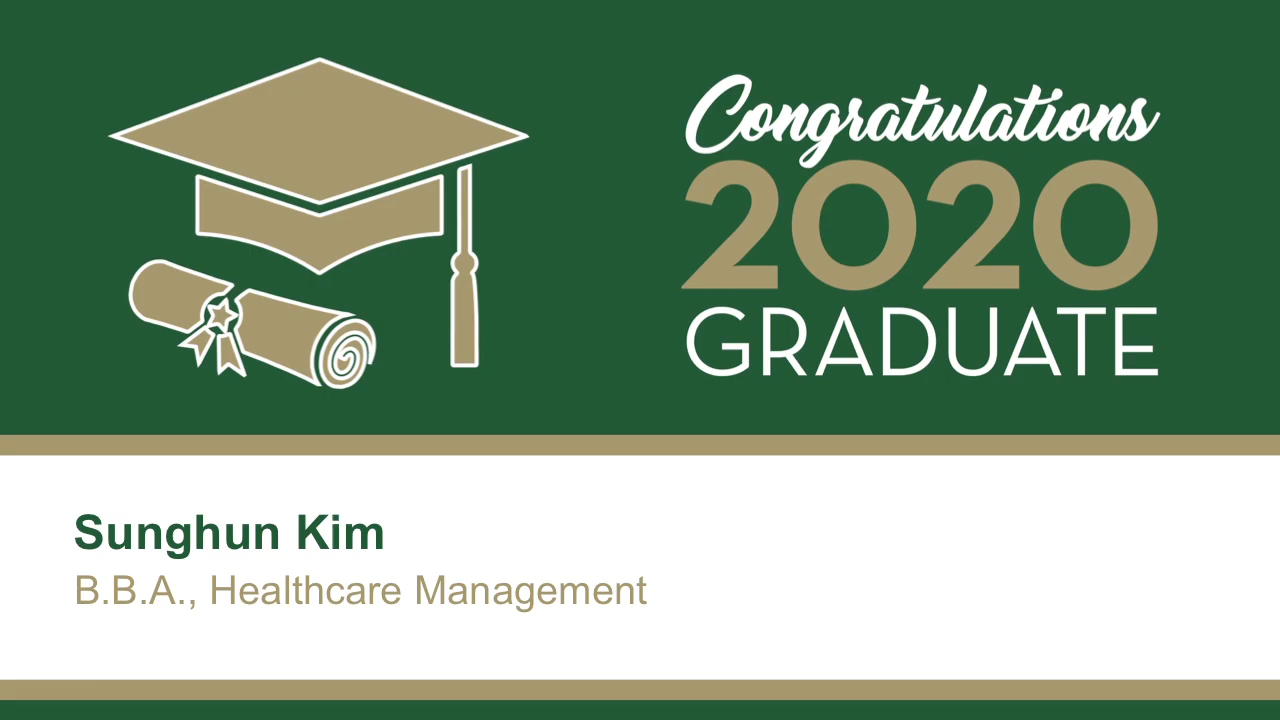 Congratulations
2020
GRADUATE
Sunghun Kim
B.B.A., Healthcare Management